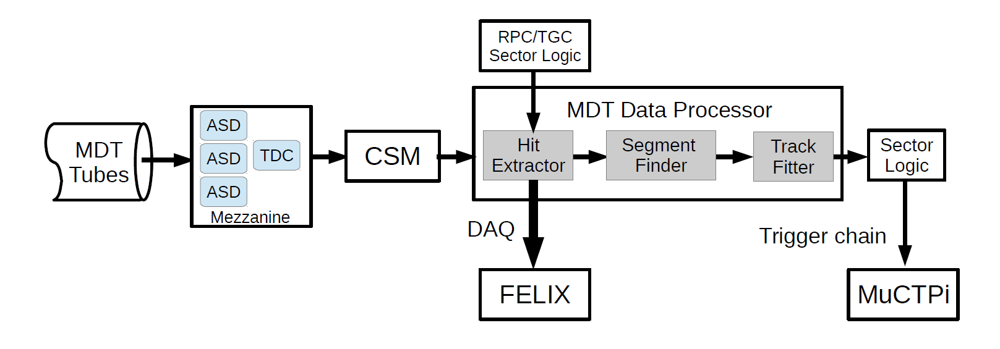 RPC/TGC
Sector Logic
MDT Data Processor
MDT
Tubes
ASD
ASD
ASD
TDC
Mezzanine
CSM
Hit
Extractor
Segment
Finder
Track
Fitter
Sector
Logic
DAQ
Trigger chain
FELIX
MuCTPi